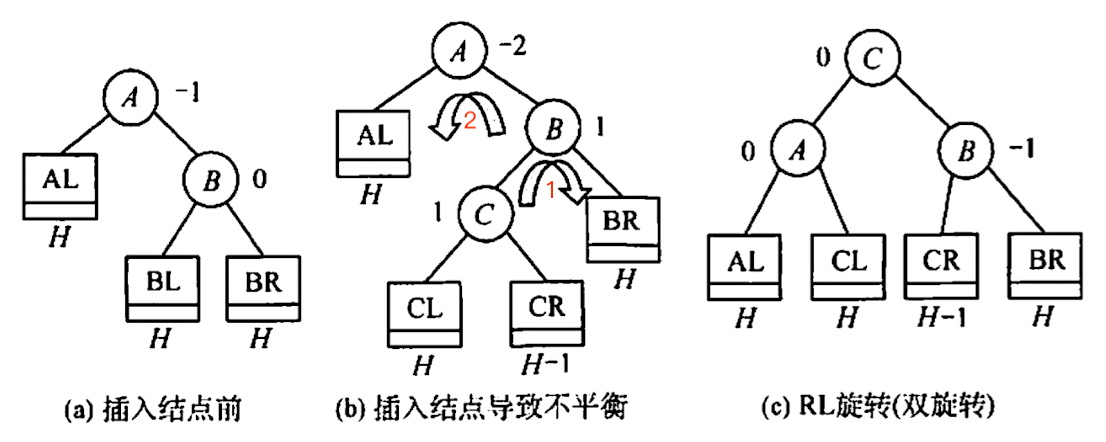 A -1
AL
H
B 0
BL
H
BR
H
(a) 插入结点前
A -2
AL
H
2
B 1
1
1 C
BR
H
CL
H
CR
H-1
(b) 插入结点导致不平衡
0 C
0 A
B -1
AL
H
CL
H
CR
H-1
BR
H
(c) RL旋转(双旋转)